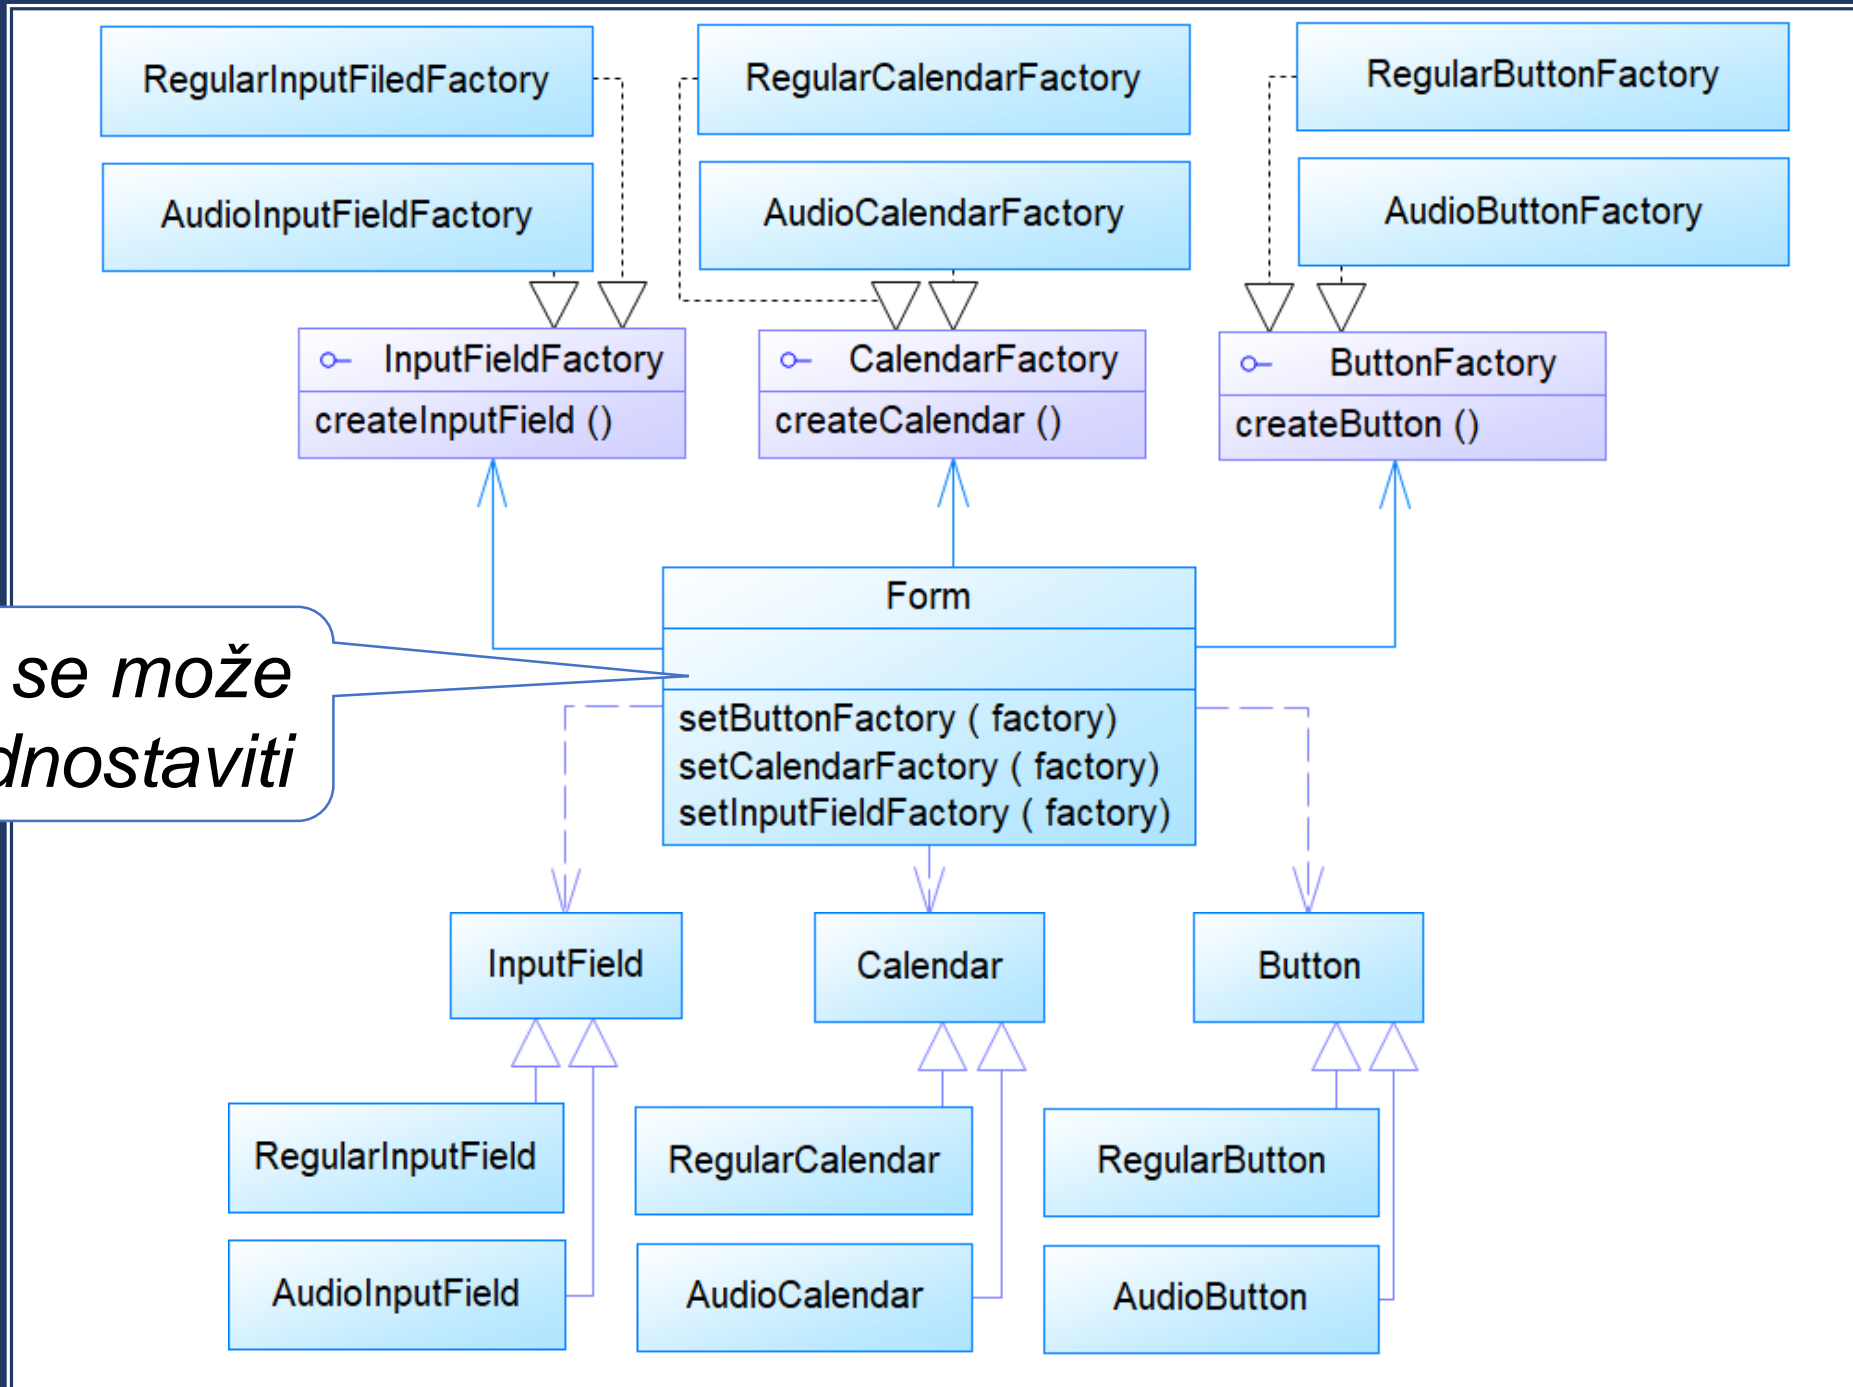 RegularInputFiledFactory
RegularCalendarFactory
RegularButtonFactory
AudioInputFieldFactory
AudioCalendarFactory
AudioButtonFactory
InputFieldFactory
createInputField ()
CalendarFactory
createCalendar ()
ButtonFactory
createButton ()
Form
setButtonFactory ( factory)
setCalendarFactory ( factory)
setInputFieldFactory ( factory)
se može
dnostaviti
InputField
Calendar
Button
RegularInputField
RegularCalendar
RegularButton
AudioInputField
AudioCalendar
AudioButton